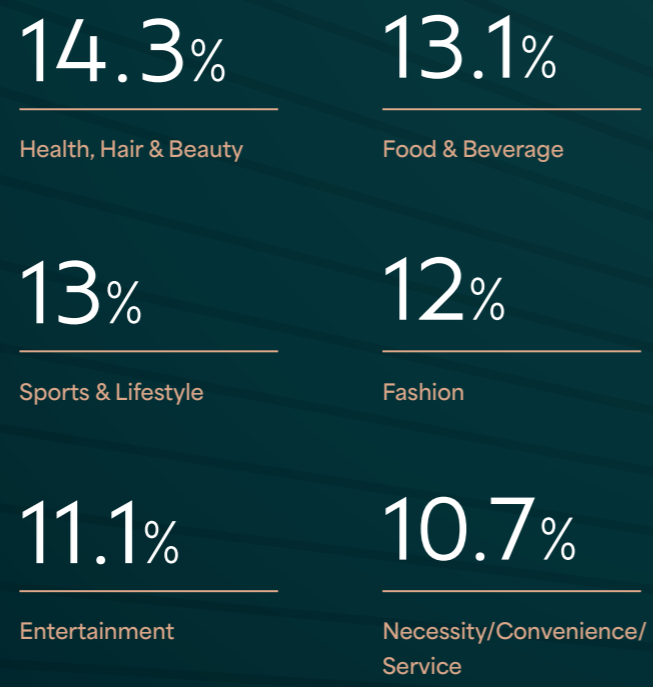 14.3%
Health, Hair & Beauty
13.1%
Food & Beverage
13%
Sports & Lifestyle
12%
Fashion
11.1%
Entertainment
10.7%
Necessity/Convenience/
Service